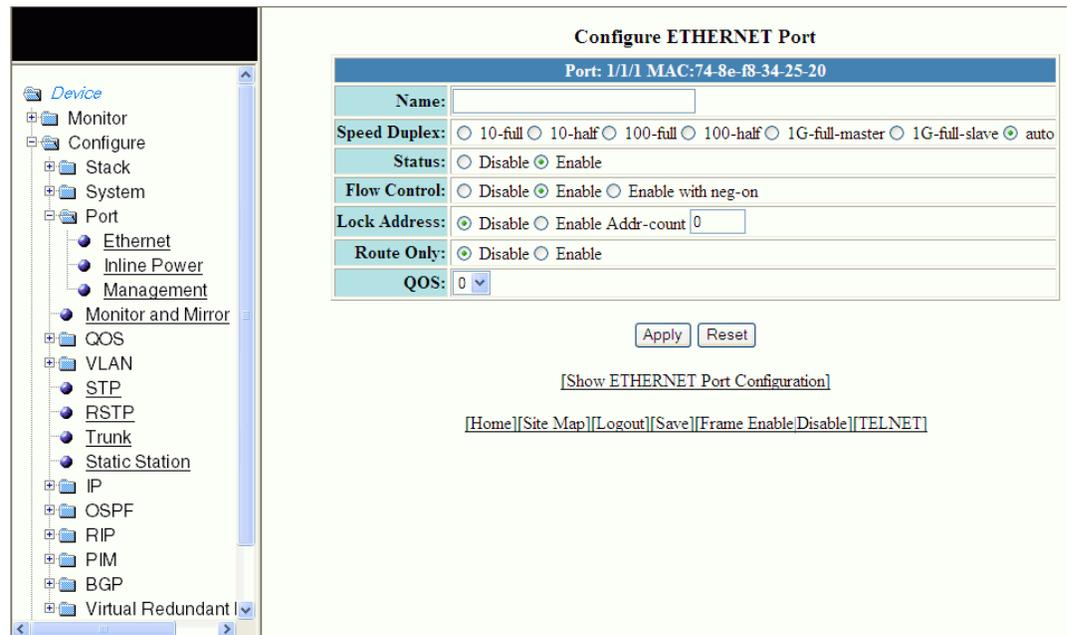 Device
Monitor
Configure
Stack
System
Port
Ethernet
Inline Power
Management
Monitor and Mirror
QOS
VLAN
STP
RSTP
Trunk
Static Station
IP
OSPF
RIP
PIM
BGP
Virtual Redundant
Configure ETHERNET Port
Port: 1/1/1 MAC:74-8e-f8-34-25-20
Name:
Speed Duplex: 10-full 10-half 100-full 100-half 1G-full-master 1G-full-slave auto
Status: Disable Enable
Flow Control: Disable Enable Enable with neg-on
Lock Address: Disable Enable Addr-count 0
Route Only: Disable Enable
QOS: 0
Apply Reset
[Show ETHERNET Port Configuration]
[Home][Site Map][Logout][Save][Frame Enable|Disable][TELNET]